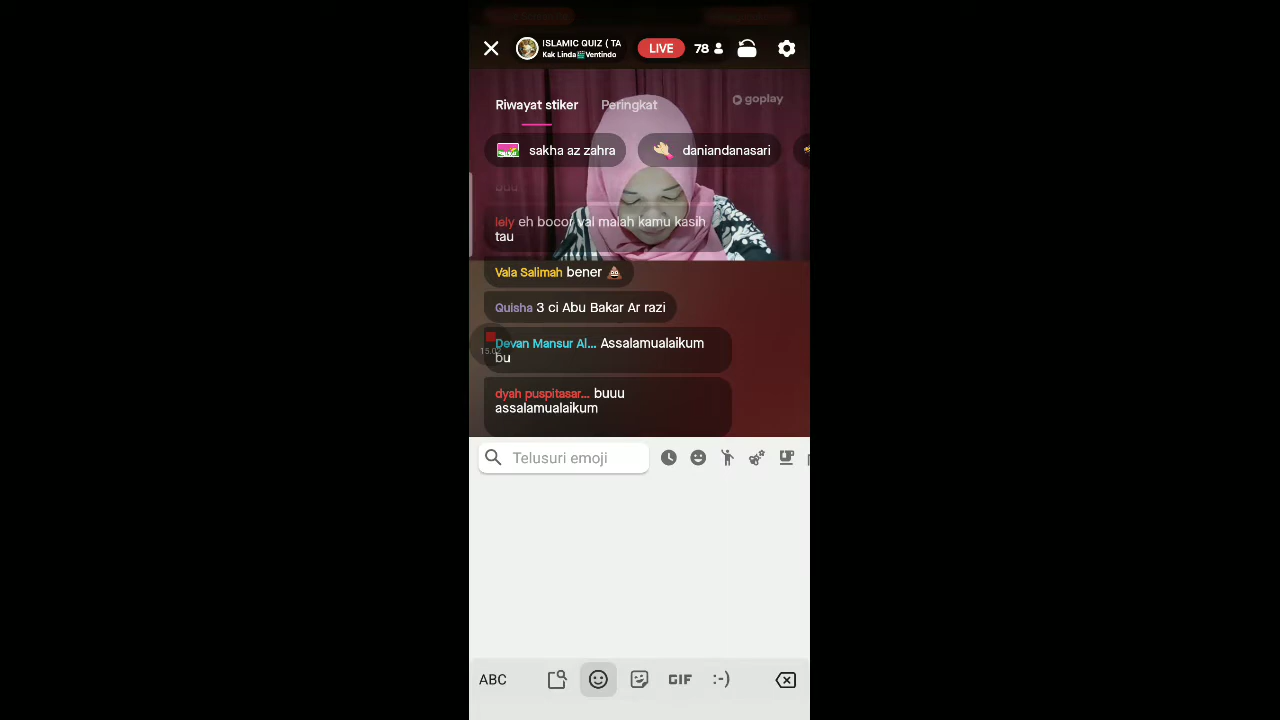 ISLAMIC QUIZ ( TA
Kak Linda Ventindo
LIVE
78
Riwayat stiker
Peringkat
goplay
sakha az zahra
daniandanasari
buu
lely eh bocor val malah kamu kasih
tau
Vala Salimah bener 💩
Quisha 3 ci Abu Bakar Ar razi
Devan Mansur Al... Assalamualaikum
bu
dyah puspitasar... buuu
assalamualaikum
Telusuri emoji
ABC
GIF
:-)